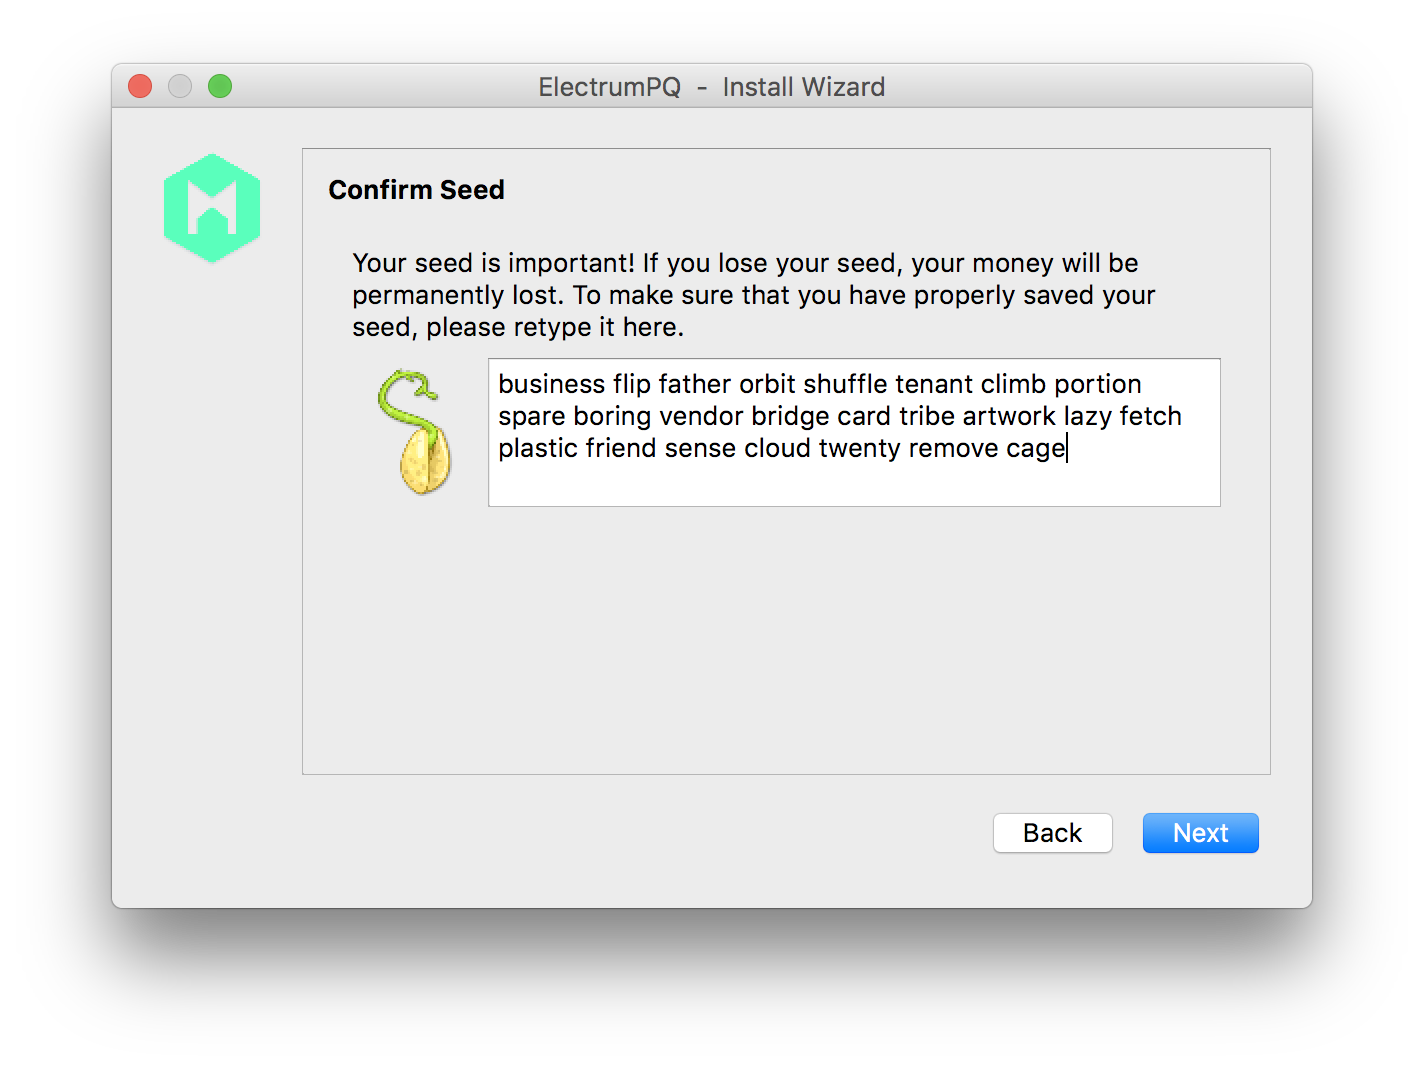 ElectrumPQ - Install Wizard
Confirm Seed
Your seed is important! If you lose your seed, your money will be
permanently lost. To make sure that you have properly saved your
seed, please retype it here.
business flip father orbit shuffle tenant climb portion
spare boring vendor bridge card tribe artwork lazy fetch
plastic friend sense cloud twenty remove cage
Back
Next